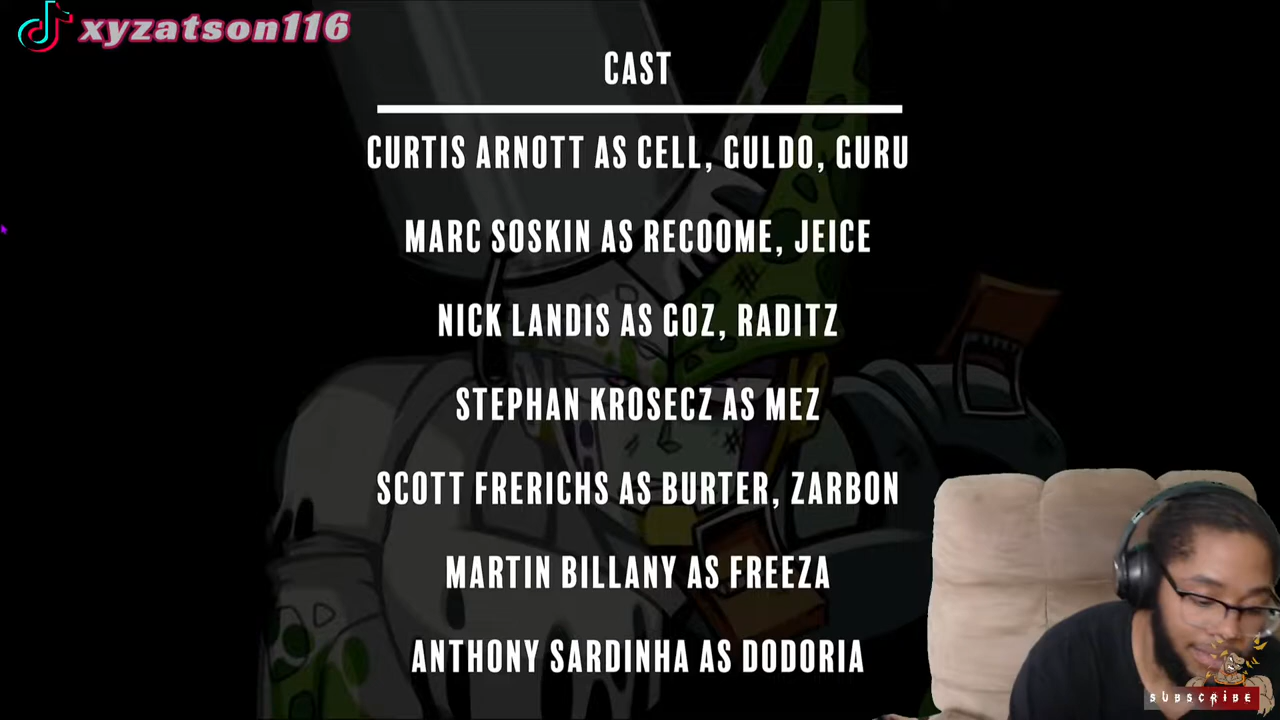 xyzatson116
CAST
CURTIS ARNOTT AS CELL, GULDO, GURU
MARC SOSKIN AS RECOOME, JEICE
NICK LANDIS AS GOZ, RADITZ
STEPHAN KROSECZ AS MEZ
SCOTT FRERICHS AS BURTER, ZARBON
MARTIN BILLANY AS FREEZA
ANTHONY SARDINHA AS DODORIA
SUBSCRIBE